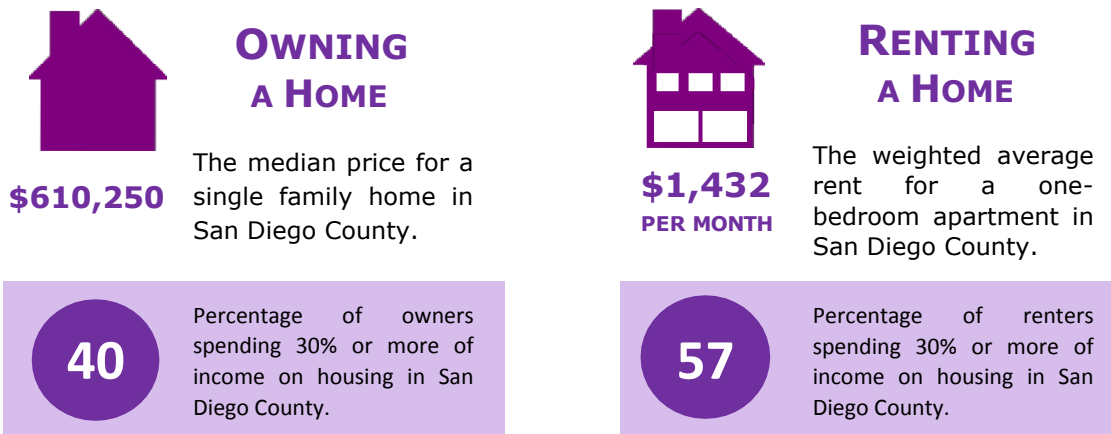 OWNING
A HOME
$610,250
The median price for a
single family home in
San Diego County.
40
Percentage of owners
spending 30% or more of
income on housing in San
Diego County.
RENTING
A HOME
$1,432
PER MONTH
The weighted average
rent for a one-
bedroom apartment in
San Diego County.
57
Percentage of renters
spending 30% or more of
income on housing in San
Diego County.